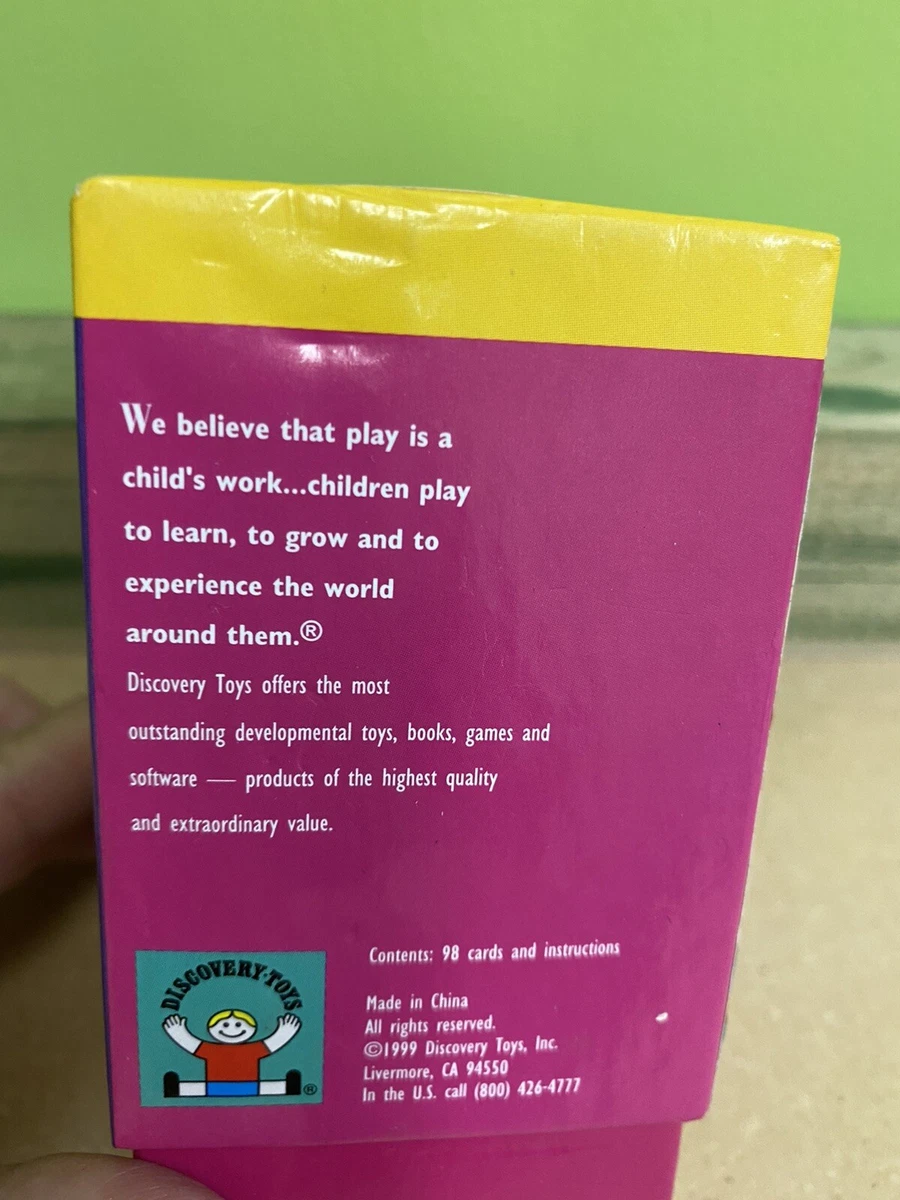 We believe that play is a
child's work...children play
to learn, to grow and to
experience the world
around them.®
Discovery Toys offers the most
outstanding developmental toys, books, games and
software — products of the highest quality
and extraordinary value.
DISCOVERY·TOYS
®
Contents: 98 cards and instructions
Made in China
All rights reserved.
©1999 Discovery Toys, Inc.
Livermore, CA 94550
In the U.S. call (800) 426-4777